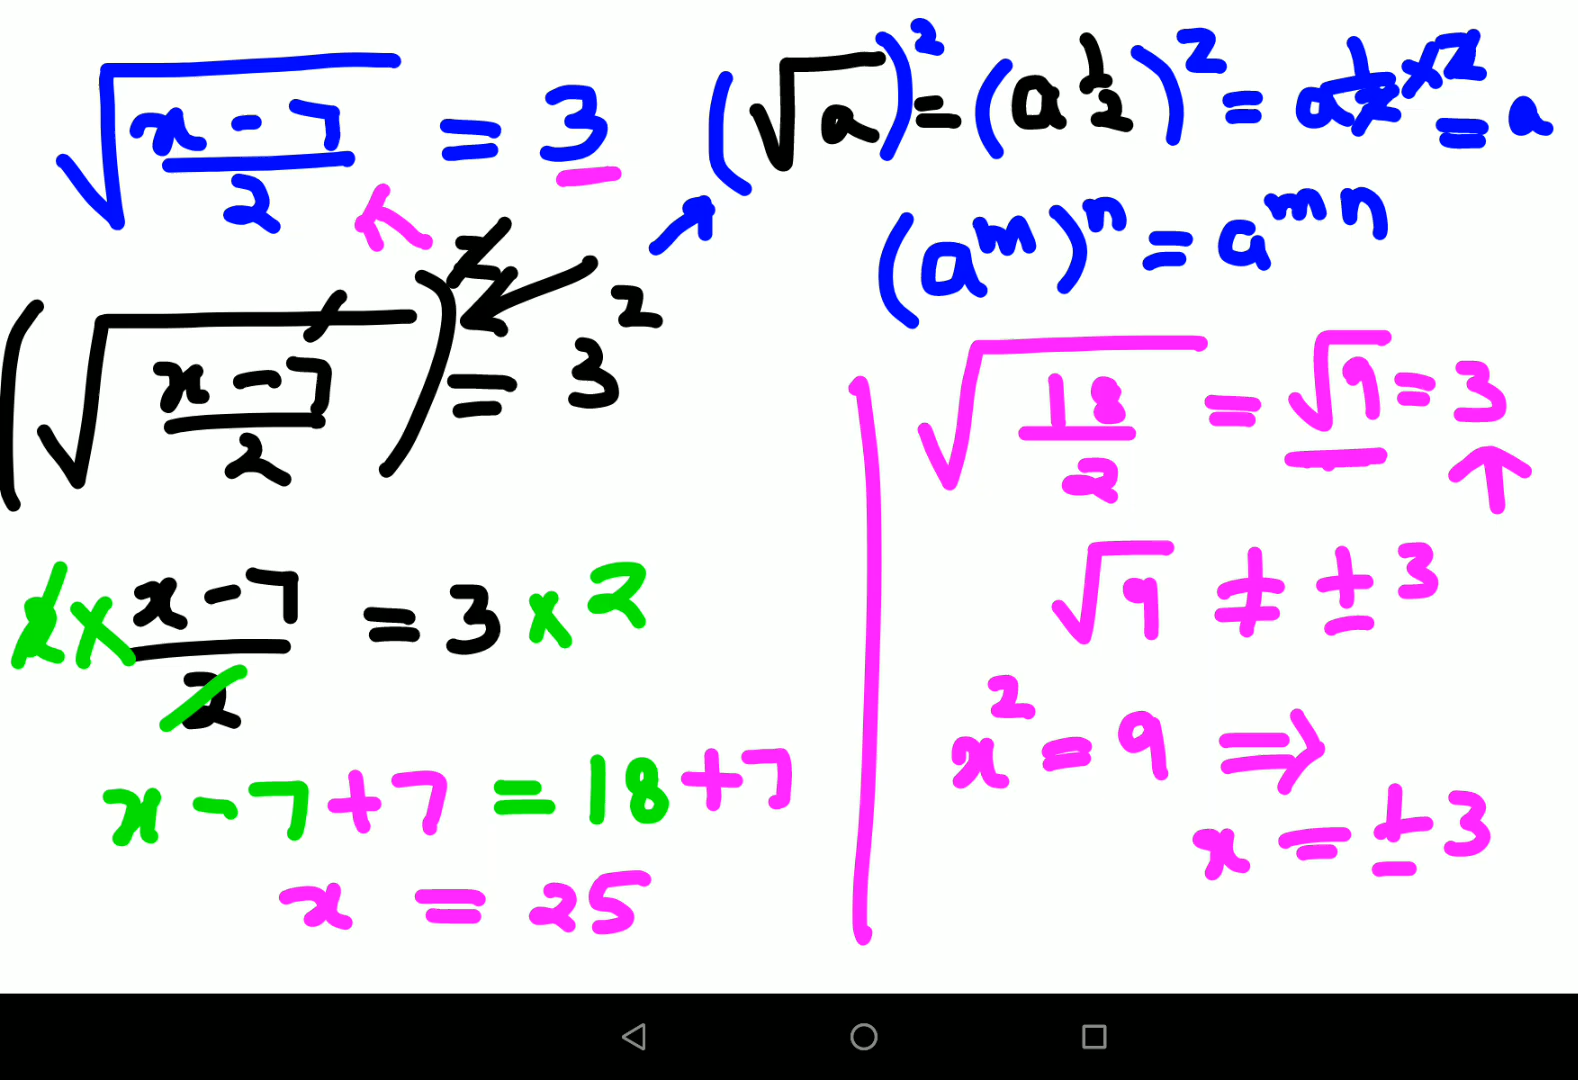 √((x-7)/2) = 3
(√((x-7)/2))² = 3²
2 × (x-7)/2 = 3 × 2
x - 7 + 7 = 18 + 7
x = 25
(√a)² = (a^(1/2))² = a^(1/2 × 2) = a
(a^m)^n = a^(mn)
√(18/2) = √9 = 3
√9 ≠ ±3
x² = 9 ⇒
x = ±3